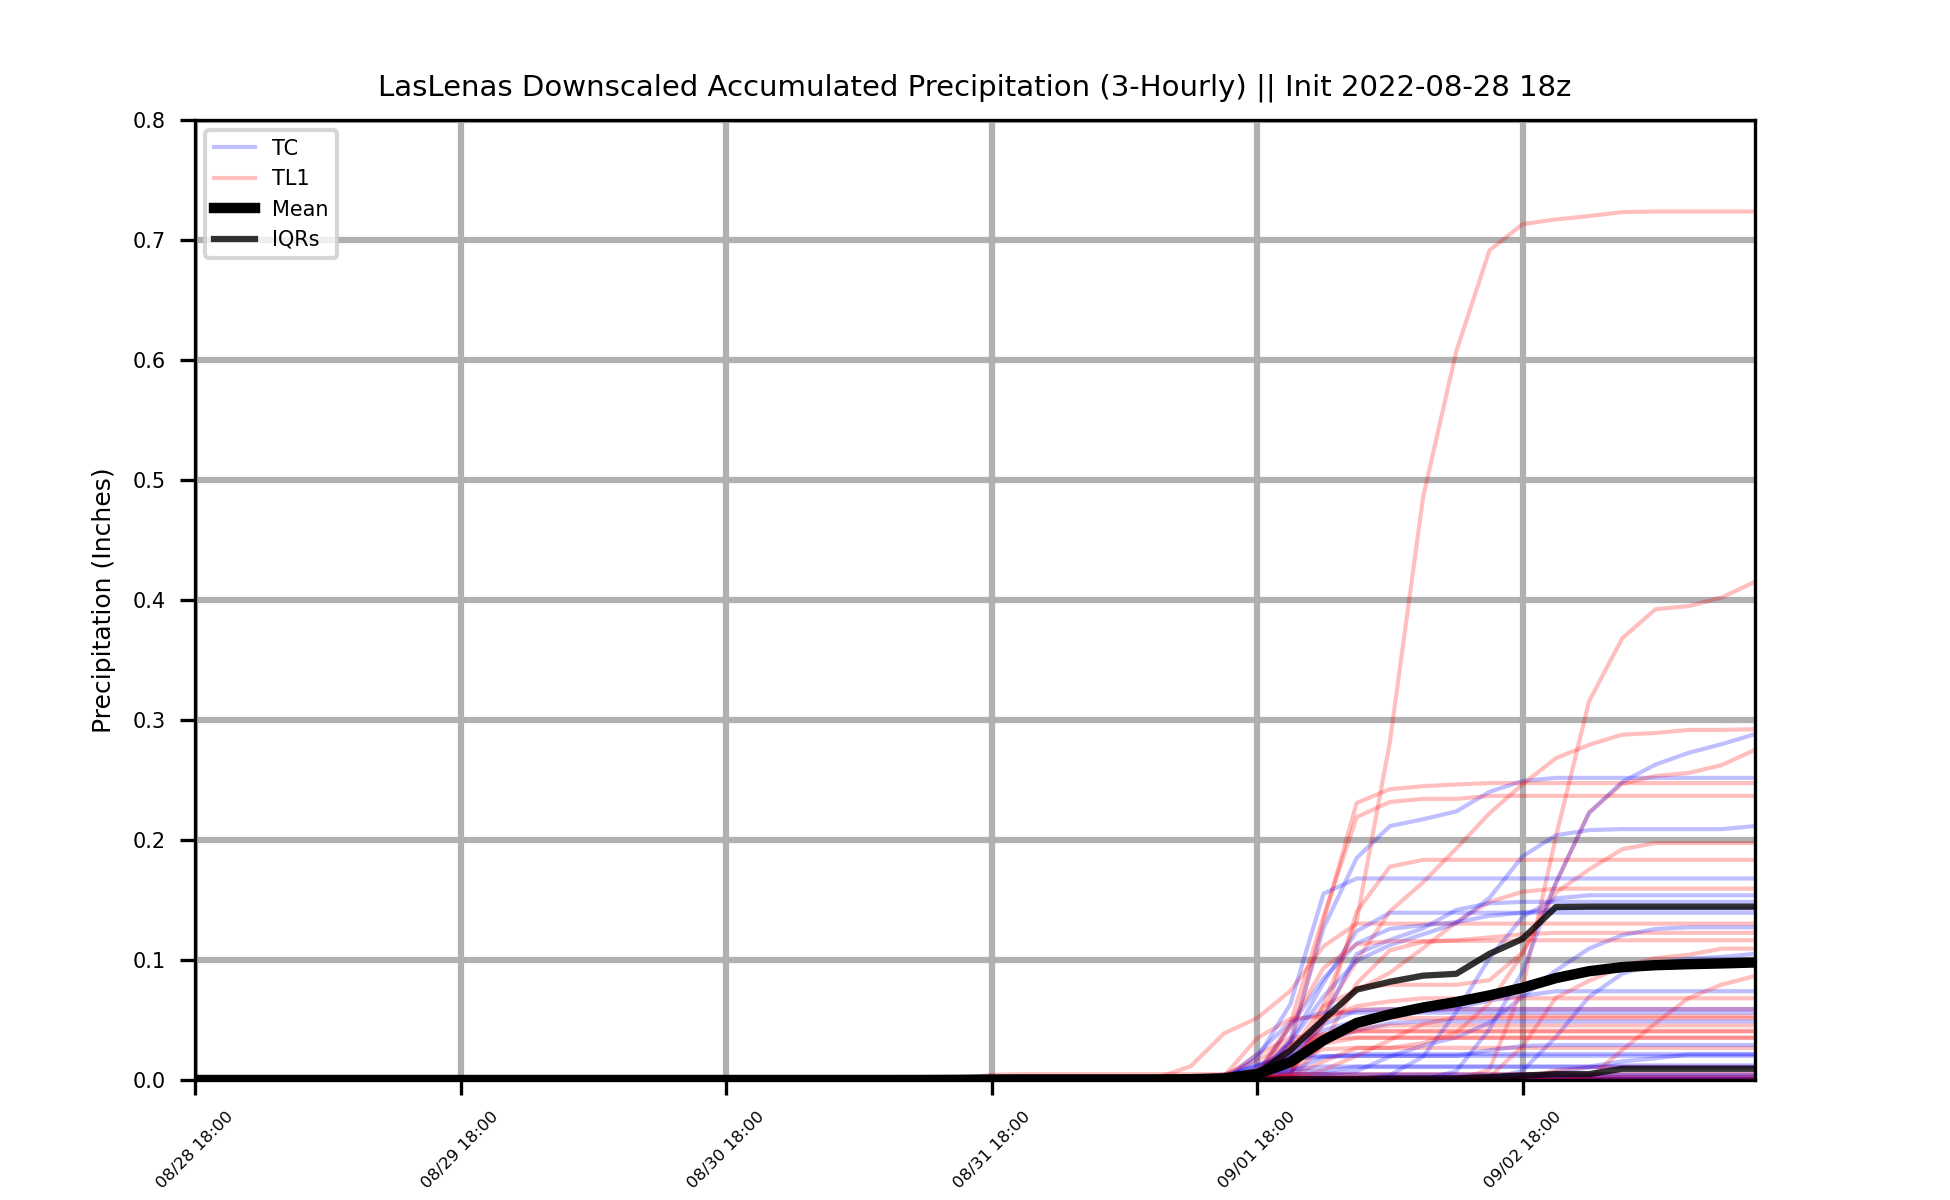 LasLenas Downscaled Accumulated Precipitation (3-Hourly) || Init 2022-08-28 18z
TC
TL1
Mean
IQRs
Precipitation (Inches)
0.8
0.7
0.6
0.5
0.4
0.3
0.2
0.1
0.0
08/28 18:00
08/29 18:00
08/30 18:00
08/31 18:00
09/01 18:00
09/02 18:00